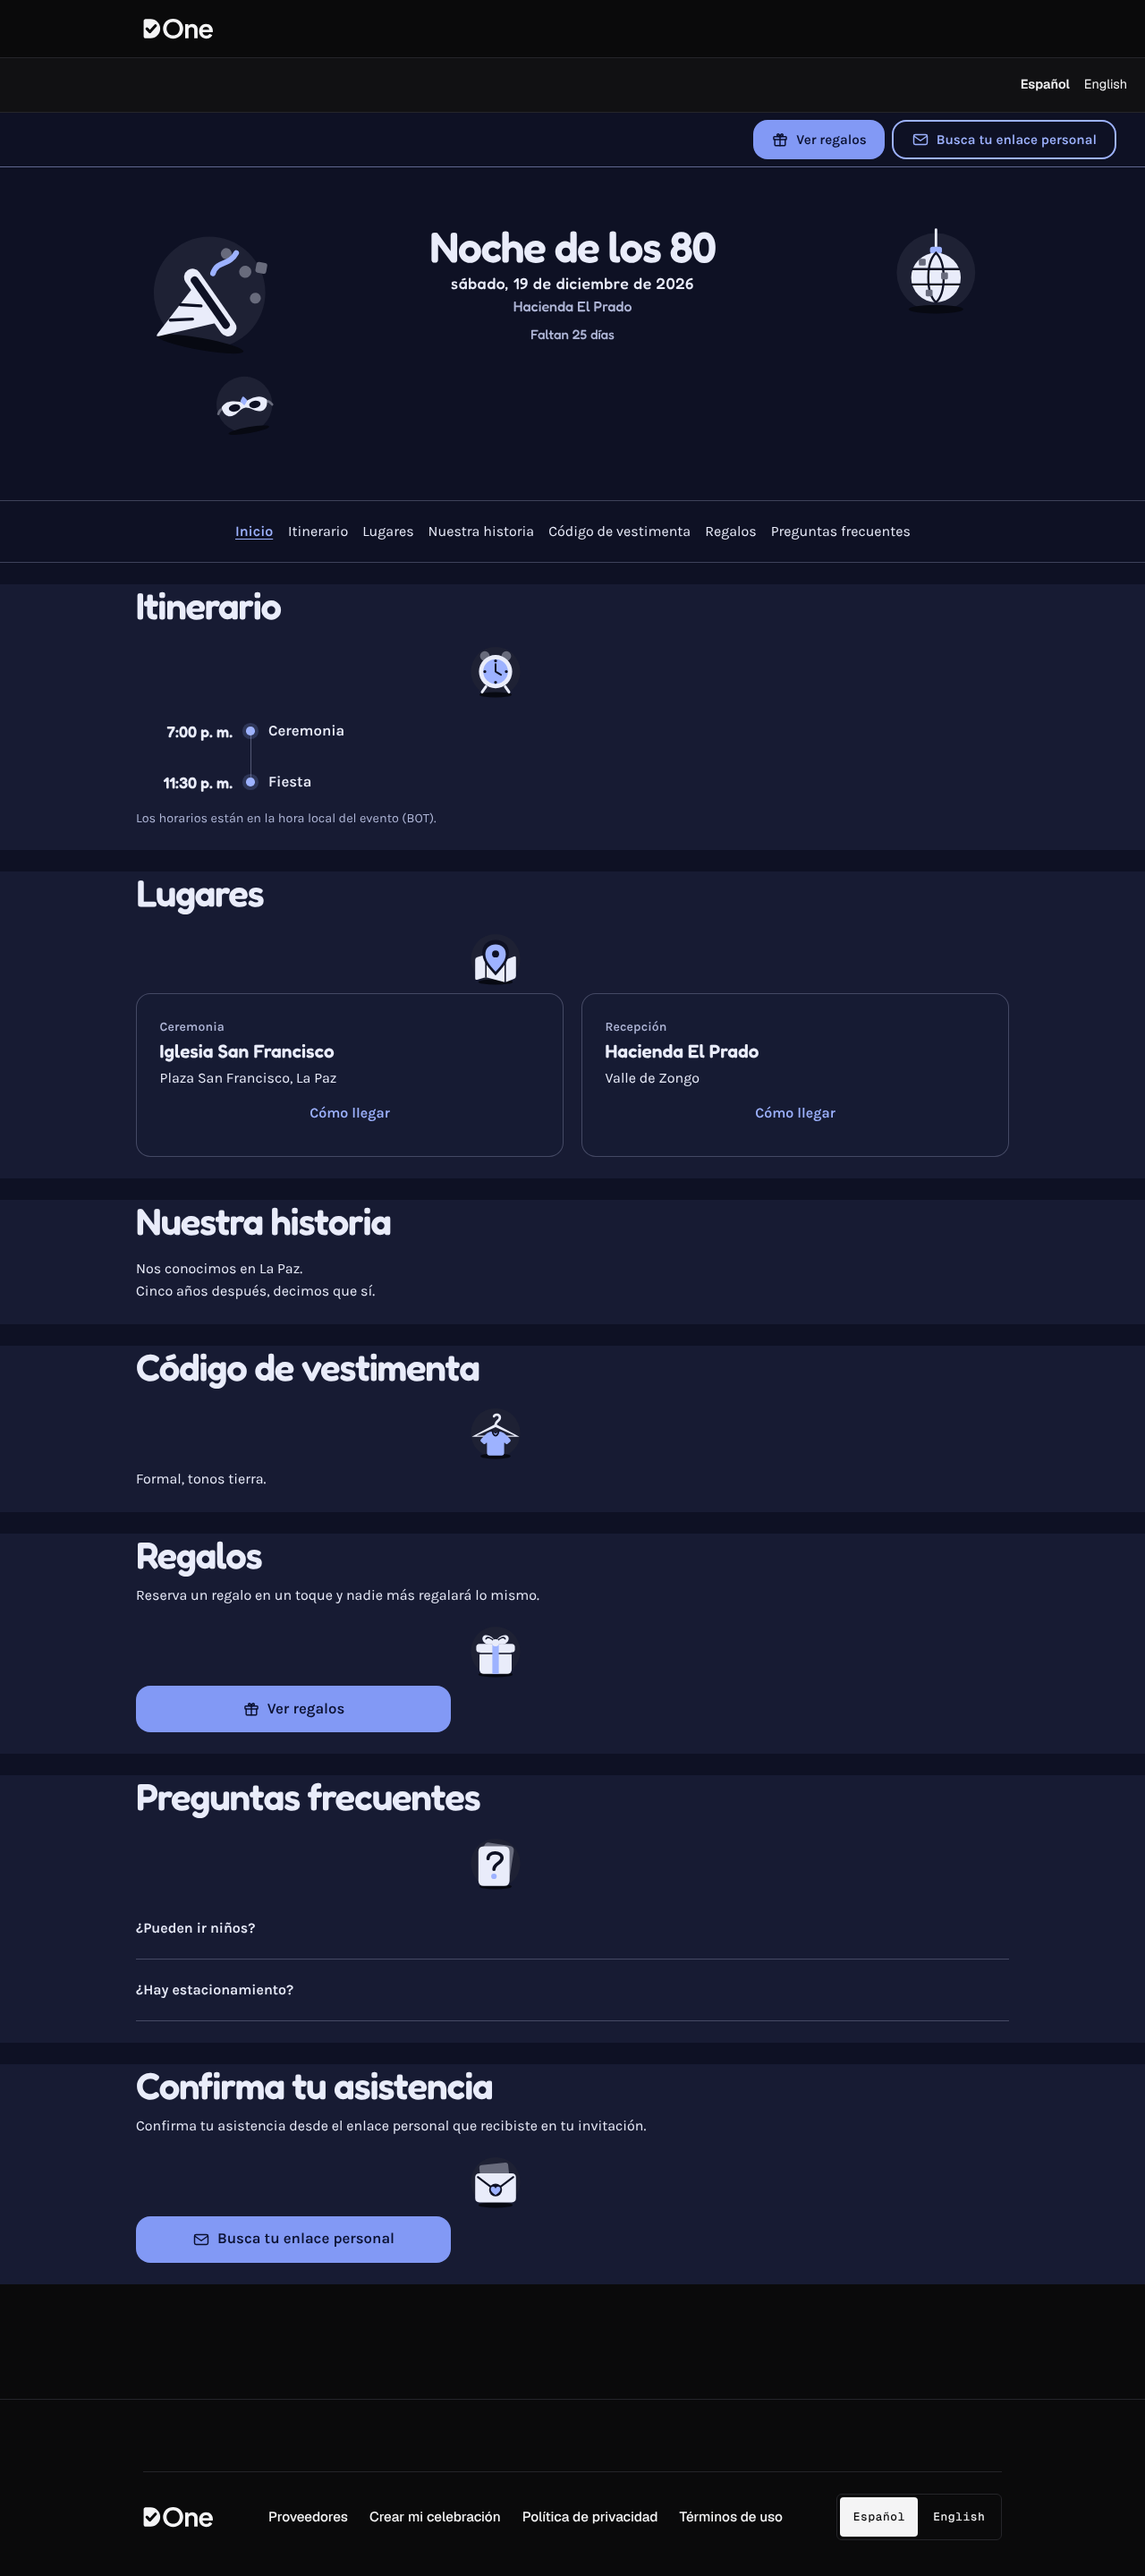 One
Español English
Ver regalos Busca tu enlace personal
Noche de los 80
sábado, 19 de diciembre de 2026
Hacienda El Prado
Faltan 25 días
Inicio Itinerario Lugares Nuestra historia Código de vestimenta Regalos Preguntas frecuentes
Itinerario
7:00 p. m. Ceremonia
11:30 p. m. Fiesta
Los horarios están en la hora local del evento (BOT).
Lugares
Ceremonia
Iglesia San Francisco
Plaza San Francisco, La Paz
Cómo llegar
Recepción
Hacienda El Prado
Valle de Zongo
Cómo llegar
Nuestra historia
Nos conocimos en La Paz.
Cinco años después, decimos que sí.
Código de vestimenta
Formal, tonos tierra.
Regalos
Reserva un regalo en un toque y nadie más regalará lo mismo.
Ver regalos
Preguntas frecuentes
?
¿Pueden ir niños?
¿Hay estacionamiento?
Confirma tu asistencia
Confirma tu asistencia desde el enlace personal que recibiste en tu invitación.
Busca tu enlace personal
One Proveedores Crear mi celebración Política de privacidad Términos de uso Español English